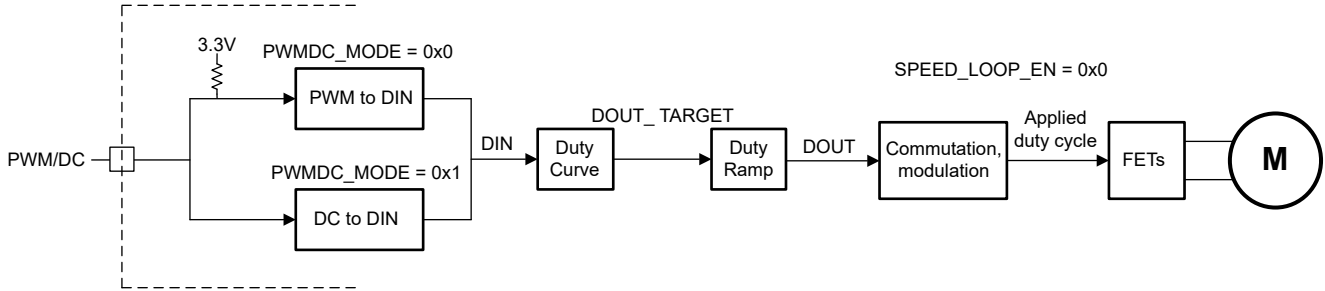 3.3V
PWMDC_MODE = 0x0
SPEED_LOOP_EN = 0x0
PWM to DIN
PWM/DC
DIN
DOUT_ TARGET
Duty
Curve
Duty
Ramp
DOUT
Commutation,
modulation
Applied
duty cycle
FETs
M
PWMDC_MODE = 0x1
DC to DIN